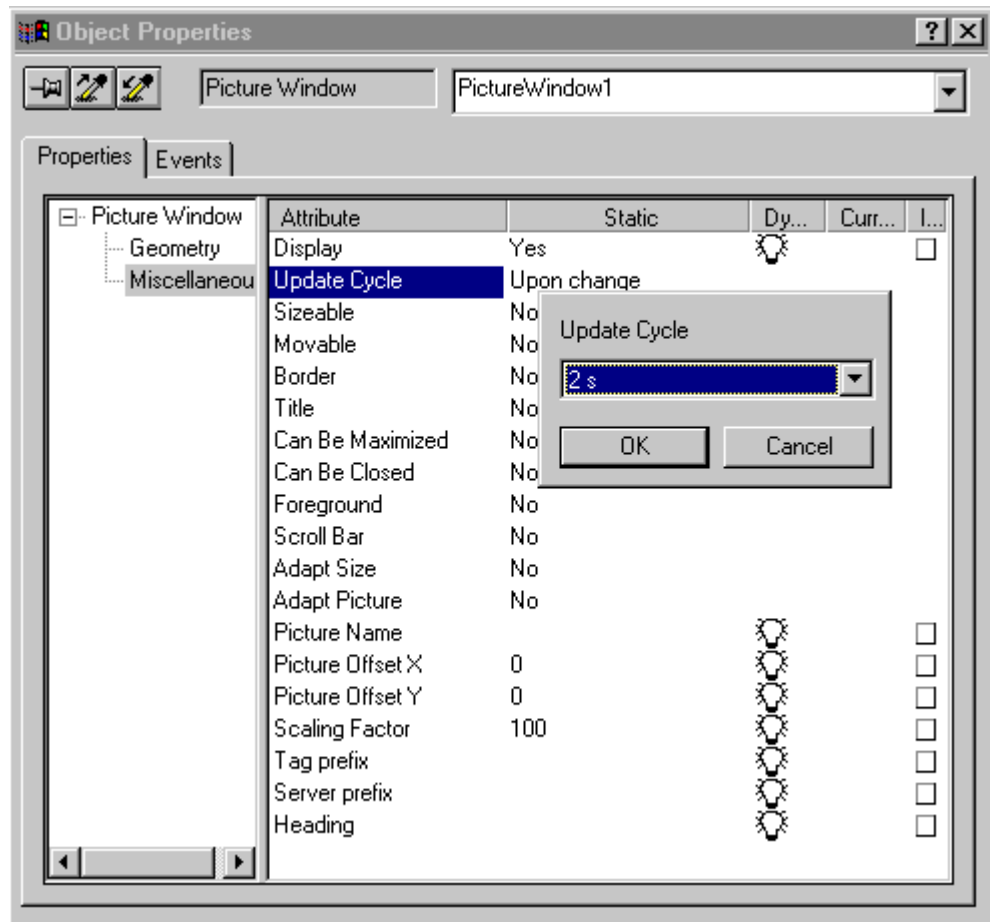 Object Properties
Picture Window PictureWindow1
Properties Events
Picture Window
Geometry
Miscellaneou
Attribute Static Dy... Curr... I...
Display Yes
Update Cycle Upon change
Sizeable No
Movable No
Border No
Title No
Can Be Maximized No
Can Be Closed No
Foreground No
Scroll Bar No
Adapt Size No
Adapt Picture No
Picture Name
Picture Offset X 0
Picture Offset Y 0
Scaling Factor 100
Tag prefix
Server prefix
Heading
Update Cycle
2 s
OK Cancel